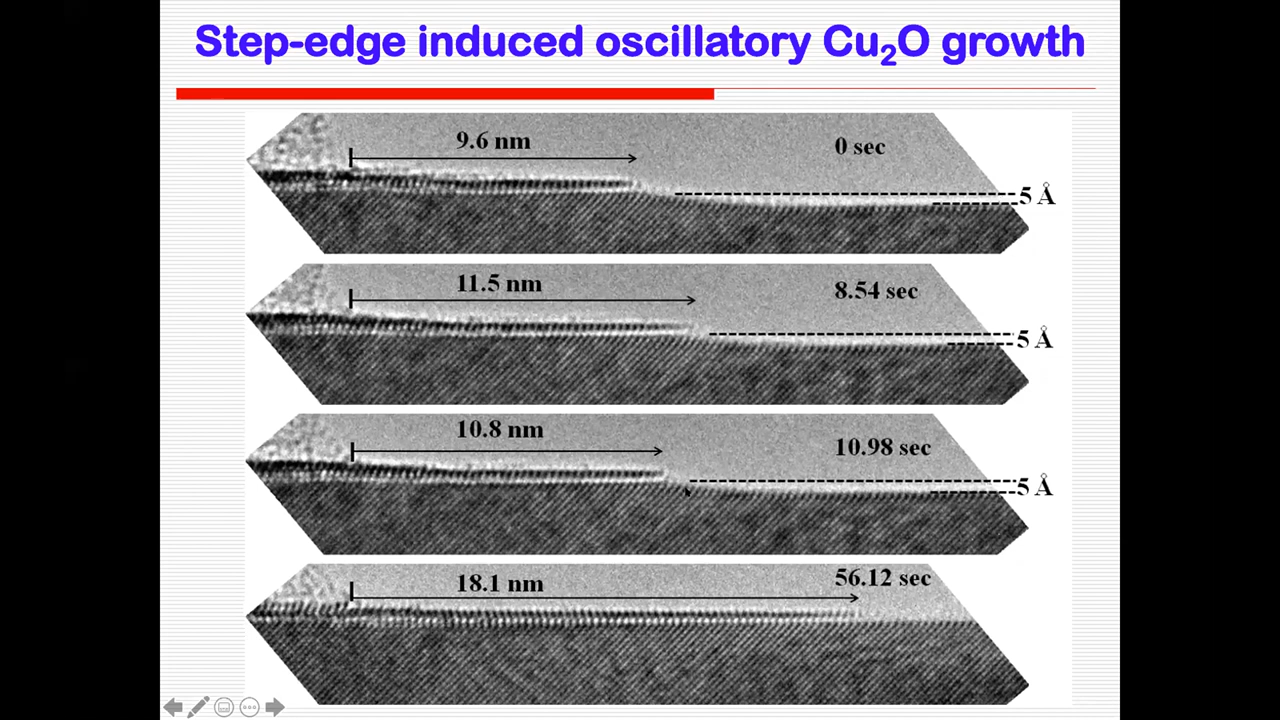 Step-edge induced oscillatory Cu₂O growth
9.6 nm
0 sec
5 Å
11.5 nm
8.54 sec
5 Å
10.8 nm
10.98 sec
5 Å
18.1 nm
56.12 sec